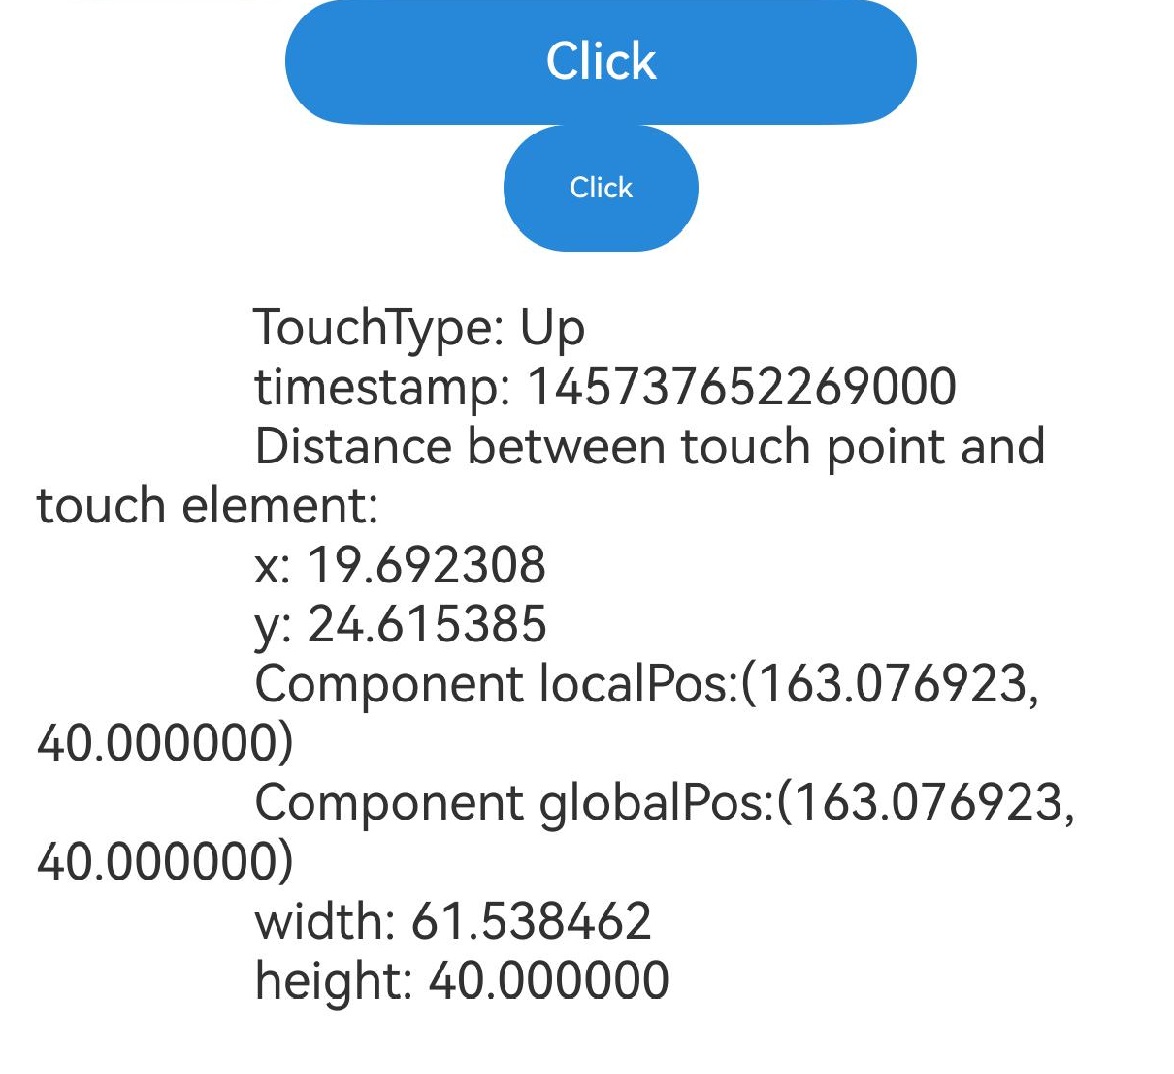 Click
Click
TouchType: Up
timestamp: 145737652269000
Distance between touch point and
touch element:
x: 19.692308
y: 24.615385
Component localPos:(163.076923,
40.000000)
Component globalPos:(163.076923,
40.000000)
width: 61.538462
height: 40.000000